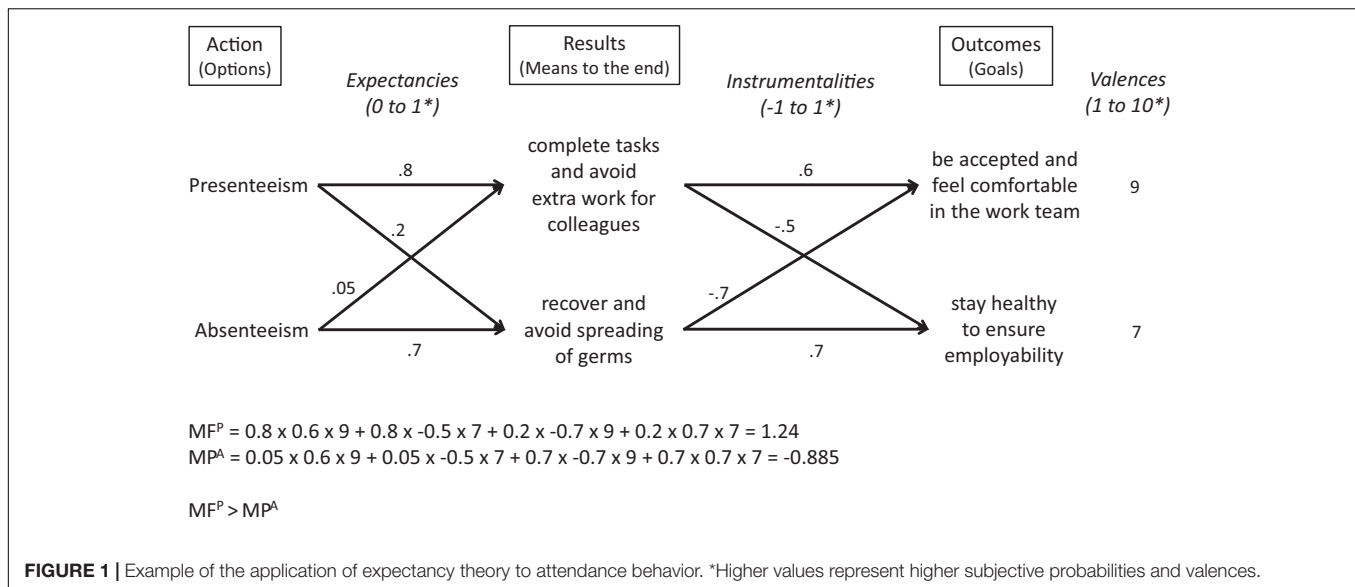 Action
(Options)
Expectancies
(0 to 1*)
Results
(Means to the end)
Instrumentalities
(-1 to 1*)
Outcomes
(Goals)
Valences
(1 to 10*)
Presenteeism
.8
.2
.05
Absenteeism
.7
complete tasks
and avoid
extra work for
colleagues
recover and
avoid spreading
of germs
.6
-.5
-.7
.7
be accepted and
feel comfortable
in the work team
9
stay healthy
to ensure
employability
7
MFᴾ = 0.8 x 0.6 x 9 + 0.8 x -0.5 x 7 + 0.2 x -0.7 x 9 + 0.2 x 0.7 x 7 = 1.24
MPᴬ = 0.05 x 0.6 x 9 + 0.05 x -0.5 x 7 + 0.7 x -0.7 x 9 + 0.7 x 0.7 x 7 = -0.885
MFᴾ > MPᴬ
FIGURE 1 | Example of the application of expectancy theory to attendance behavior. *Higher values represent higher subjective probabilities and valences.